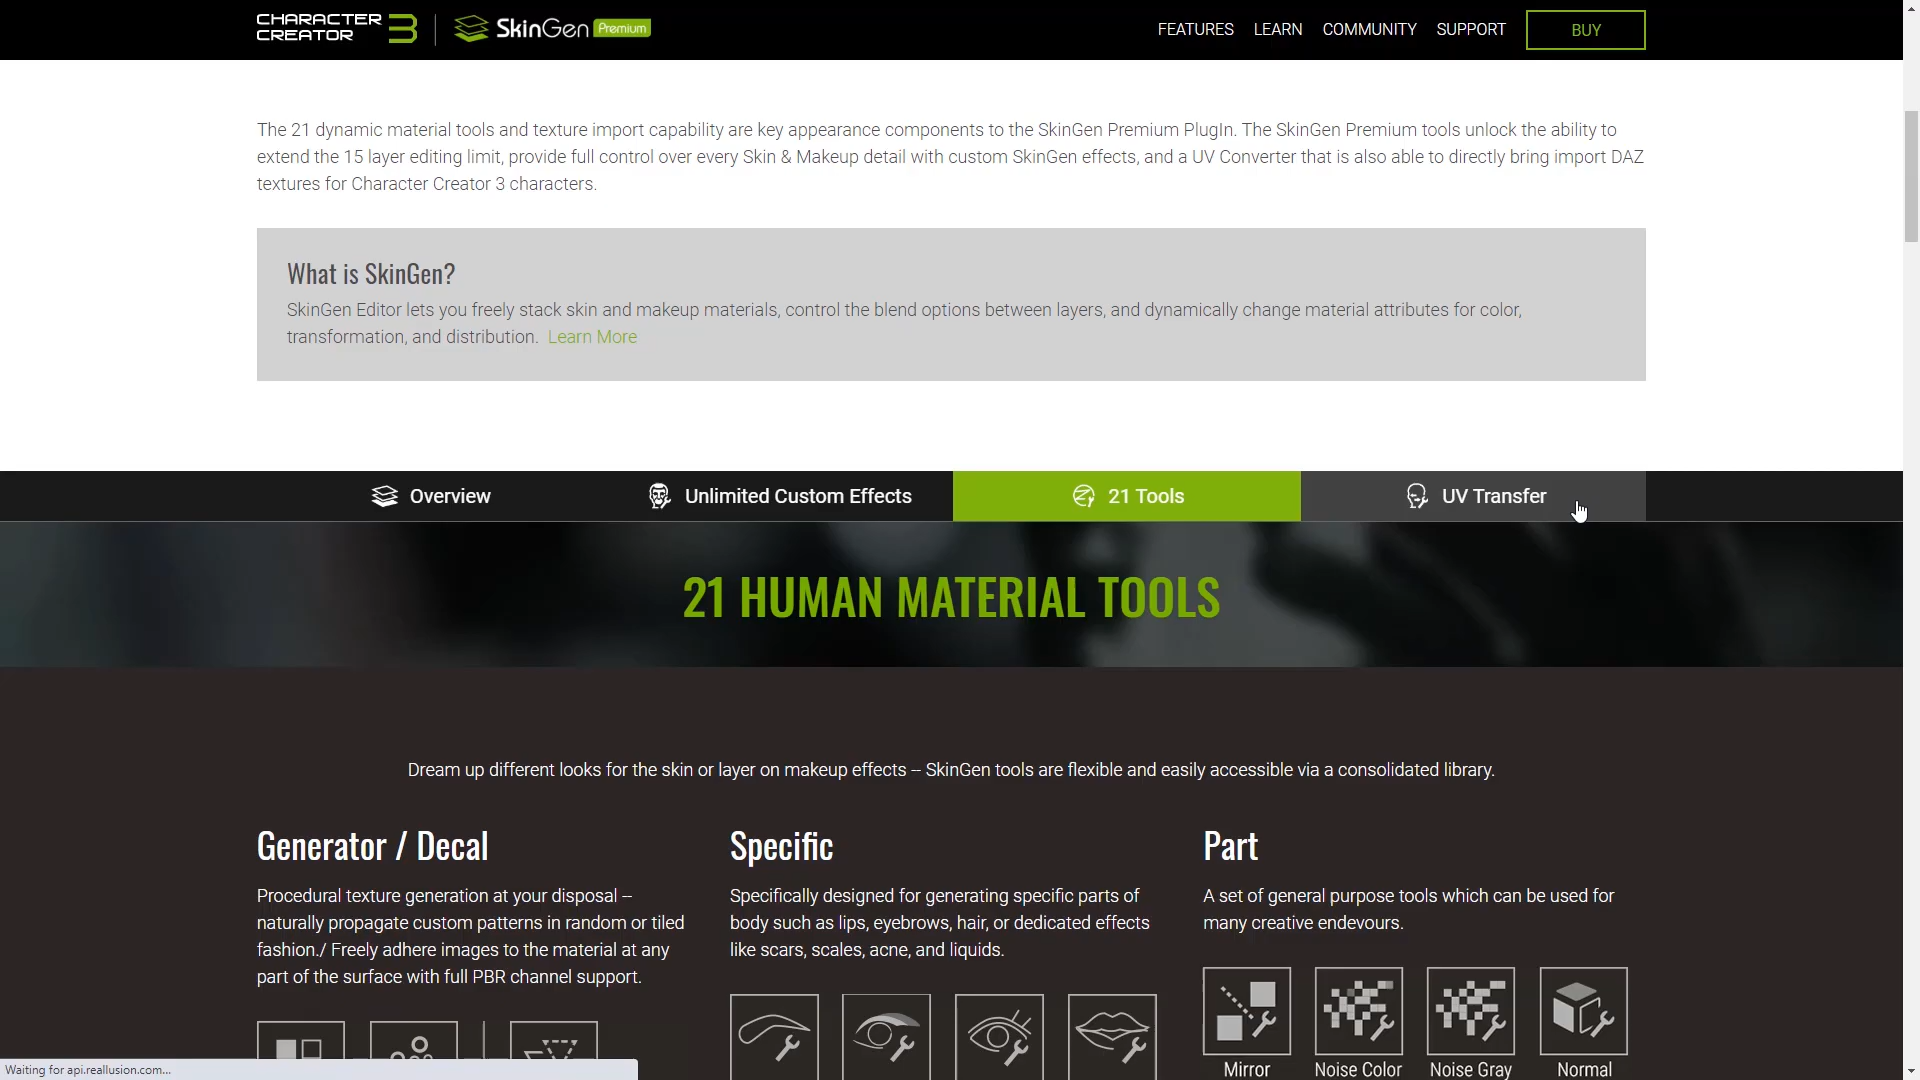 CHARACTER CREATOR 3
SkinGen Premium
FEATURES LEARN COMMUNITY SUPPORT BUY
The 21 dynamic material tools and texture import capability are key appearance components to the SkinGen Premium PlugIn. The SkinGen Premium tools unlock the ability to
extend the 15 layer editing limit, provide full control over every Skin & Makeup detail with custom SkinGen effects, and a UV Converter that is also able to directly bring import DAZ
textures for Character Creator 3 characters.
What is SkinGen?
SkinGen Editor lets you freely stack skin and makeup materials, control the blend options between layers, and dynamically change material attributes for color,
transformation, and distribution. Learn More
Overview Unlimited Custom Effects 21 Tools UV Transfer
21 HUMAN MATERIAL TOOLS
Dream up different looks for the skin or layer on makeup effects -- SkinGen tools are flexible and easily accessible via a consolidated library.
Generator / Decal
Procedural texture generation at your disposal --
naturally propagate custom patterns in random or tiled
fashion./ Freely adhere images to the material at any
part of the surface with full PBR channel support.
Specific
Specifically designed for generating specific parts of
body such as lips, eyebrows, hair, or dedicated effects
like scars, scales, acne, and liquids.
Part
A set of general purpose tools which can be used for
many creative endevours.
Mirror Noise Color Noise Gray Normal
Waiting for api.reallusion.com...